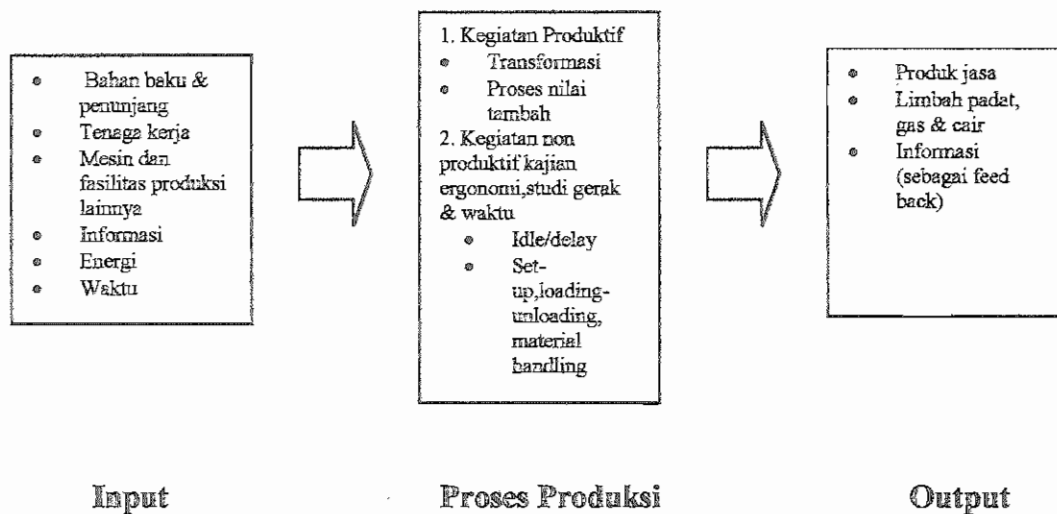 • Bahan baku &
penunjang
• Tenaga kerja
• Mesin dan
fasilitas produksi
lainnya
• Informasi
• Energi
• Waktu
1. Kegiatan Produktif
• Transformasi
• Proses nilai
tambah
2. Kegiatan non
produktif kajian
ergonomi,studi gerak
& waktu
• Idle/delay
• Set-
up,loading-
unloading,
material
handling
• Produk jasa
• Limbah padat,
gas & cair
• Informasi
(sebagai feed
back)
Input
Proses Produksi
Output